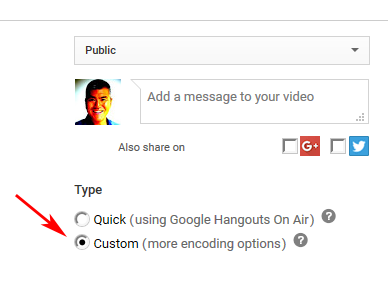 Public
Add a message to your video
Also share on
G+
Type
Quick (using Google Hangouts On Air) ?
Custom (more encoding options) ?